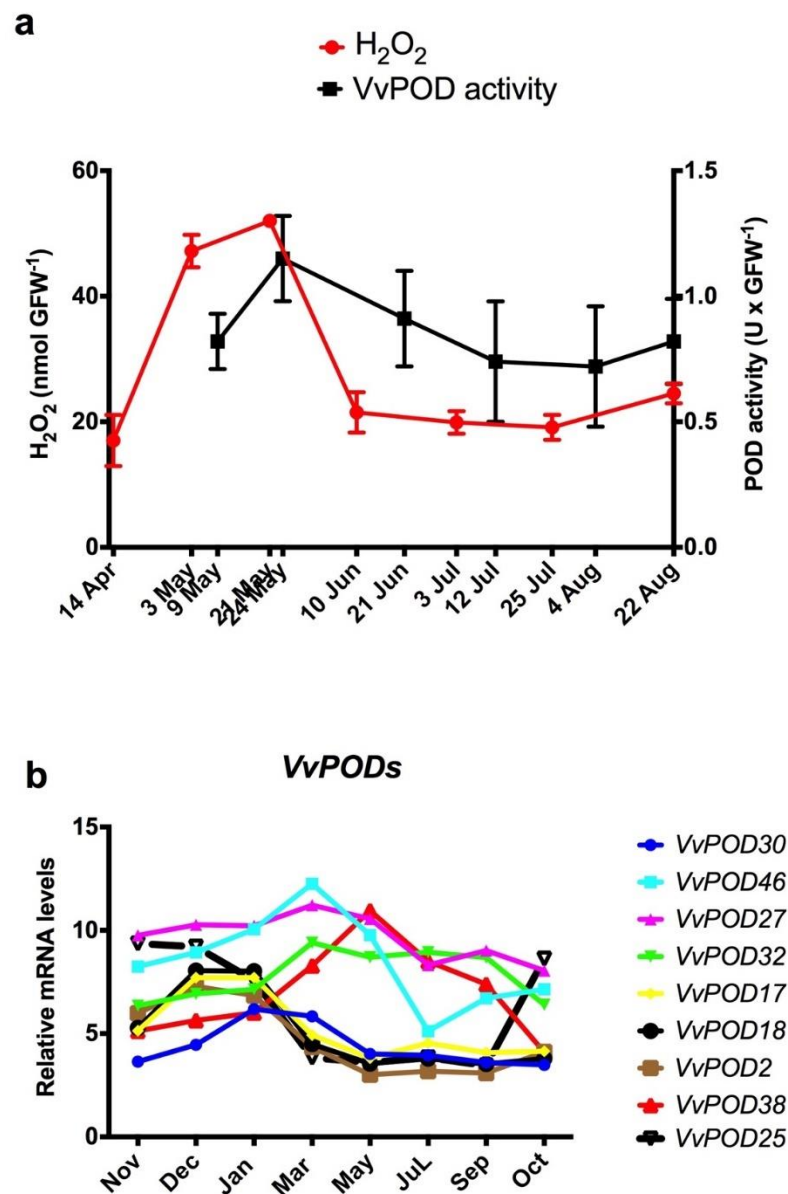 a
H₂O₂
VvPOD activity
60
40
20
0
H₂O₂ (nmol GFW⁻¹)
1.5
1.0
0.5
0.0
POD activity (U x GFW⁻¹)
14 Apr
3 May
9 May
21 May
24 May
10 Jun
21 Jun
3 Jul
12 Jul
25 Jul
4 Aug
22 Aug
b
VvPODs
15
10
5
0
Relative mRNA levels
Nov
Dec
Jan
Mar
May
JuL
Sep
Oct
VvPOD30
VvPOD46
VvPOD27
VvPOD32
VvPOD17
VvPOD18
VvPOD2
VvPOD38
VvPOD25